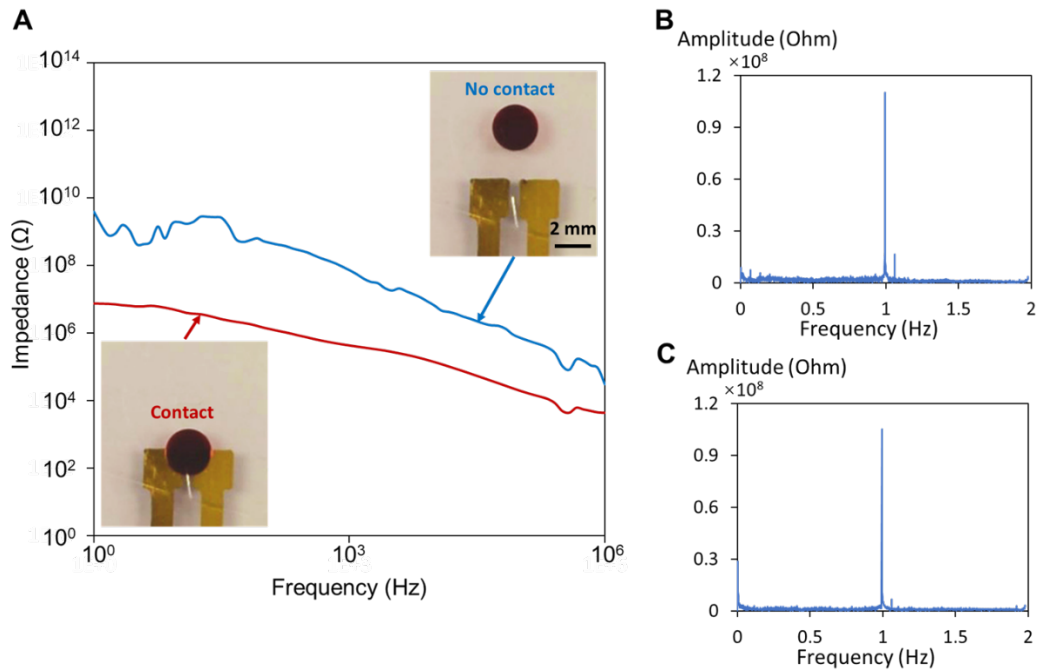 A
10¹⁴
10¹²
10¹⁰
10⁸
10⁶
10⁴
10²
10⁰
Impedance (Ω)
10⁰
10³
10⁶
Frequency (Hz)
No contact
2 mm
Contact
B
Amplitude (Ohm)
×10⁸
1.2
0.9
0.6
0.3
0
0 0.5 1 1.5 2
Frequency (Hz)
C
Amplitude (Ohm)
×10⁸
1.2
0.9
0.6
0.3
0
0 0.5 1 1.5 2
Frequency (Hz)